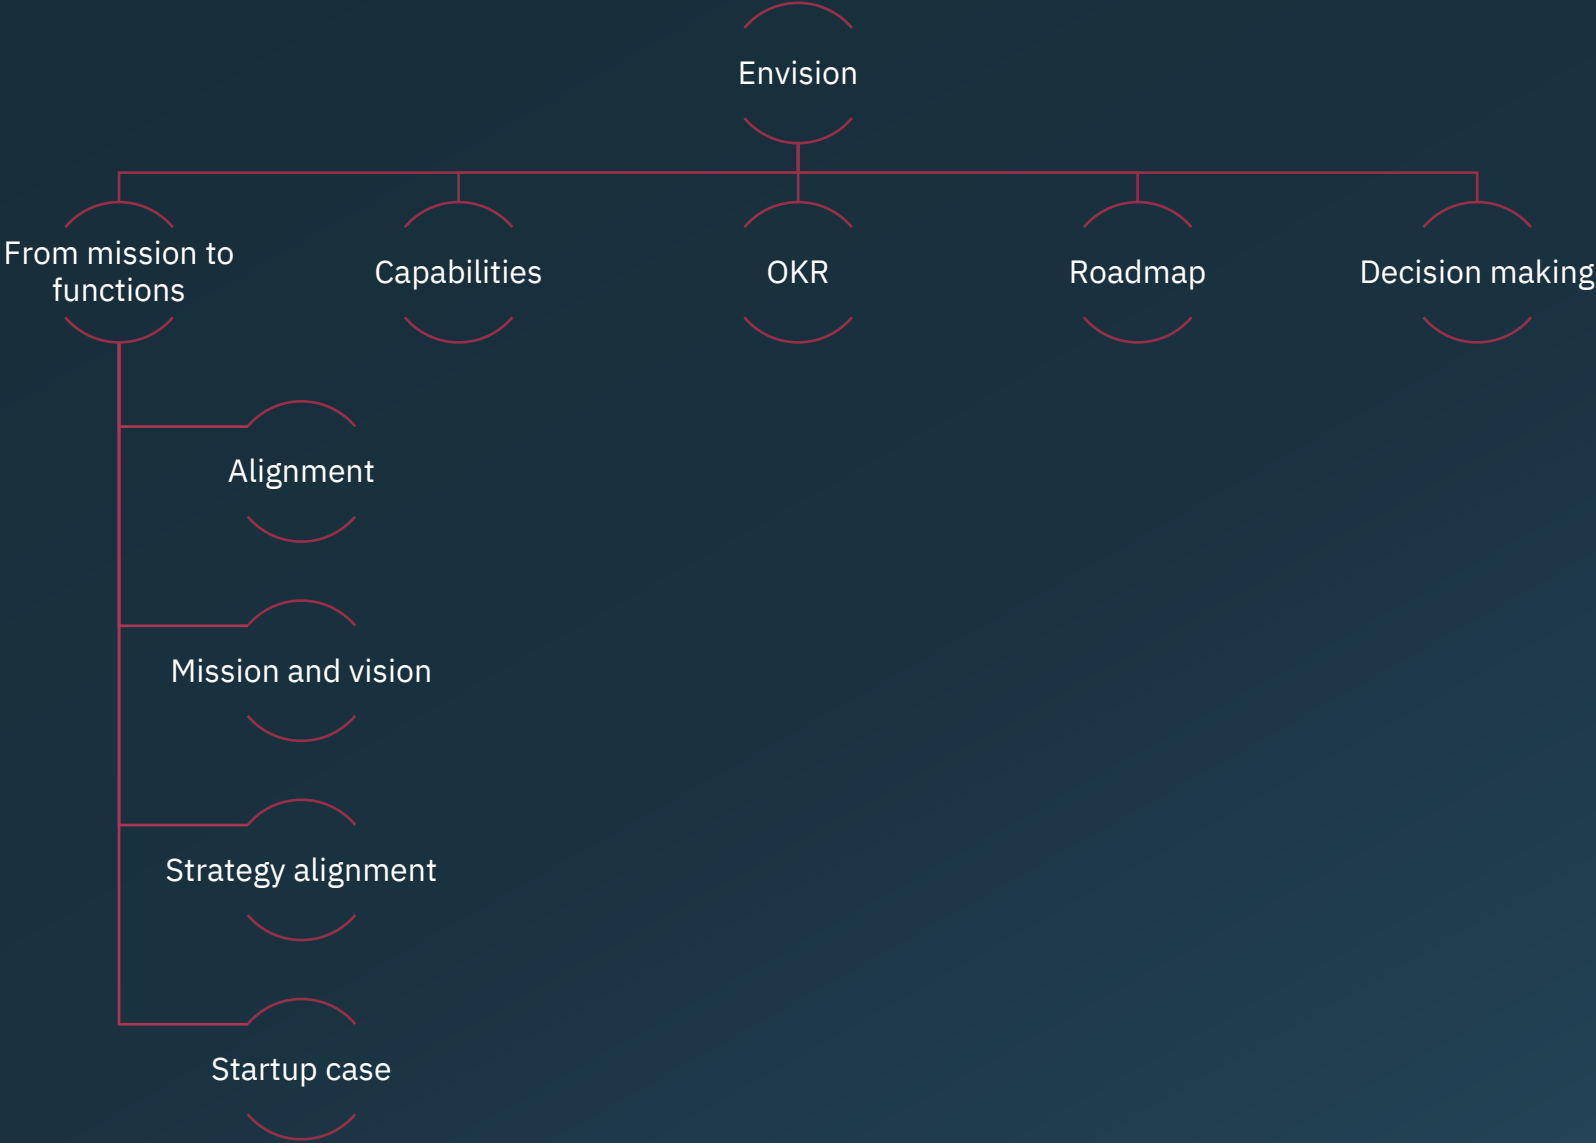 Envision
From mission to
functions
Capabilities
OKR
Roadmap
Decision making
Alignment
Mission and vision
Strategy alignment
Startup case